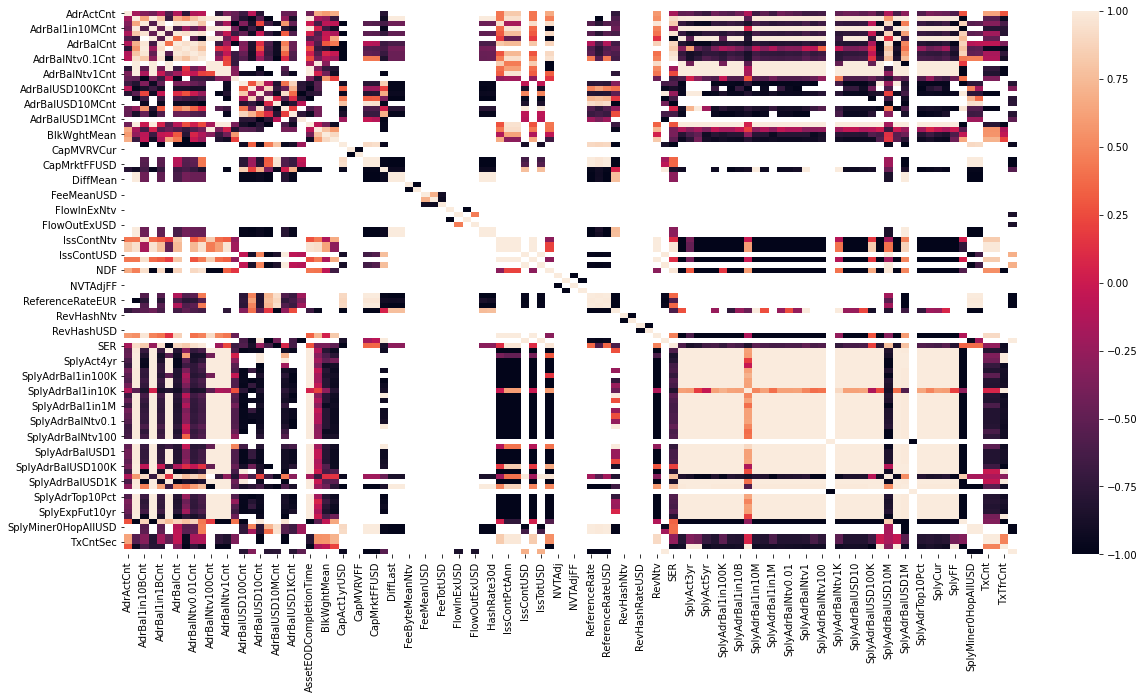 AdrActCnt
AdrBal1in10MCnt
AdrBalCnt
AdrBalNtv0.1Cnt
AdrBalNtv1Cnt
AdrBalUSD100KCnt
AdrBalUSD10MCnt
AdrBalUSD1MCnt
BlkWghtMean
CapMVRVCur
CapMrktFFUSD
DiffMean
FeeMeanUSD
FlowInExNtv
FlowOutExUSD
IssContNtv
IssContUSD
NDF
NVTAdjFF
ReferenceRateEUR
RevHashNtv
RevHashUSD
SER
SplyAct4yr
SplyAdrBal1in100K
SplyAdrBal1in10K
SplyAdrBal1in1M
SplyAdrBalNtv0.1
SplyAdrBalNtv100
SplyAdrBalUSD1
SplyAdrBalUSD100K
SplyAdrBalUSD1K
SplyAdrTop10Pct
SplyExpFut10yr
SplyMiner0HopAllUSD
TxCntSec
AdrActCnt
AdrBal1in10BCnt
AdrBal1in1BCnt
AdrBalCnt
AdrBalNtv0.01Cnt
AdrBalNtv100Cnt
AdrBalNtv1Cnt
AdrBalUSD100Cnt
AdrBalUSD10Cnt
AdrBalUSD10MCnt
AdrBalUSD1KCnt
AssetEODCompletionTime
BlkWghtMean
CapAct1yrUSD
CapMVRVFF
CapMrktFFUSD
DiffLast
FeeByteMeanNtv
FeeMeanUSD
FeeTotUSD
FlowInExUSD
FlowOutExUSD
HashRate30d
IssContPctAnn
IssContUSD
IssTotUSD
NVTAdj
NVTAdjFF
ReferenceRate
ReferenceRateUSD
RevHashNtv
RevHashRateUSD
RevNtv
SER
SplyAct3yr
SplyAct5yr
SplyAdrBal1in100K
SplyAdrBal1in10B
SplyAdrBal1in10M
SplyAdrBal1in1M
SplyAdrBalNtv0.01
SplyAdrBalNtv1
SplyAdrBalNtv100
SplyAdrBalNtv1K
SplyAdrBalUSD10
SplyAdrBalUSD100K
SplyAdrBalUSD10M
SplyAdrBalUSD1M
SplyAdrTop10Pct
SplyCur
SplyFF
SplyMiner0HopAllUSD
TxCnt
TxTfrCnt
1.00
0.75
0.50
0.25
0.00
−0.25
−0.50
−0.75
−1.00